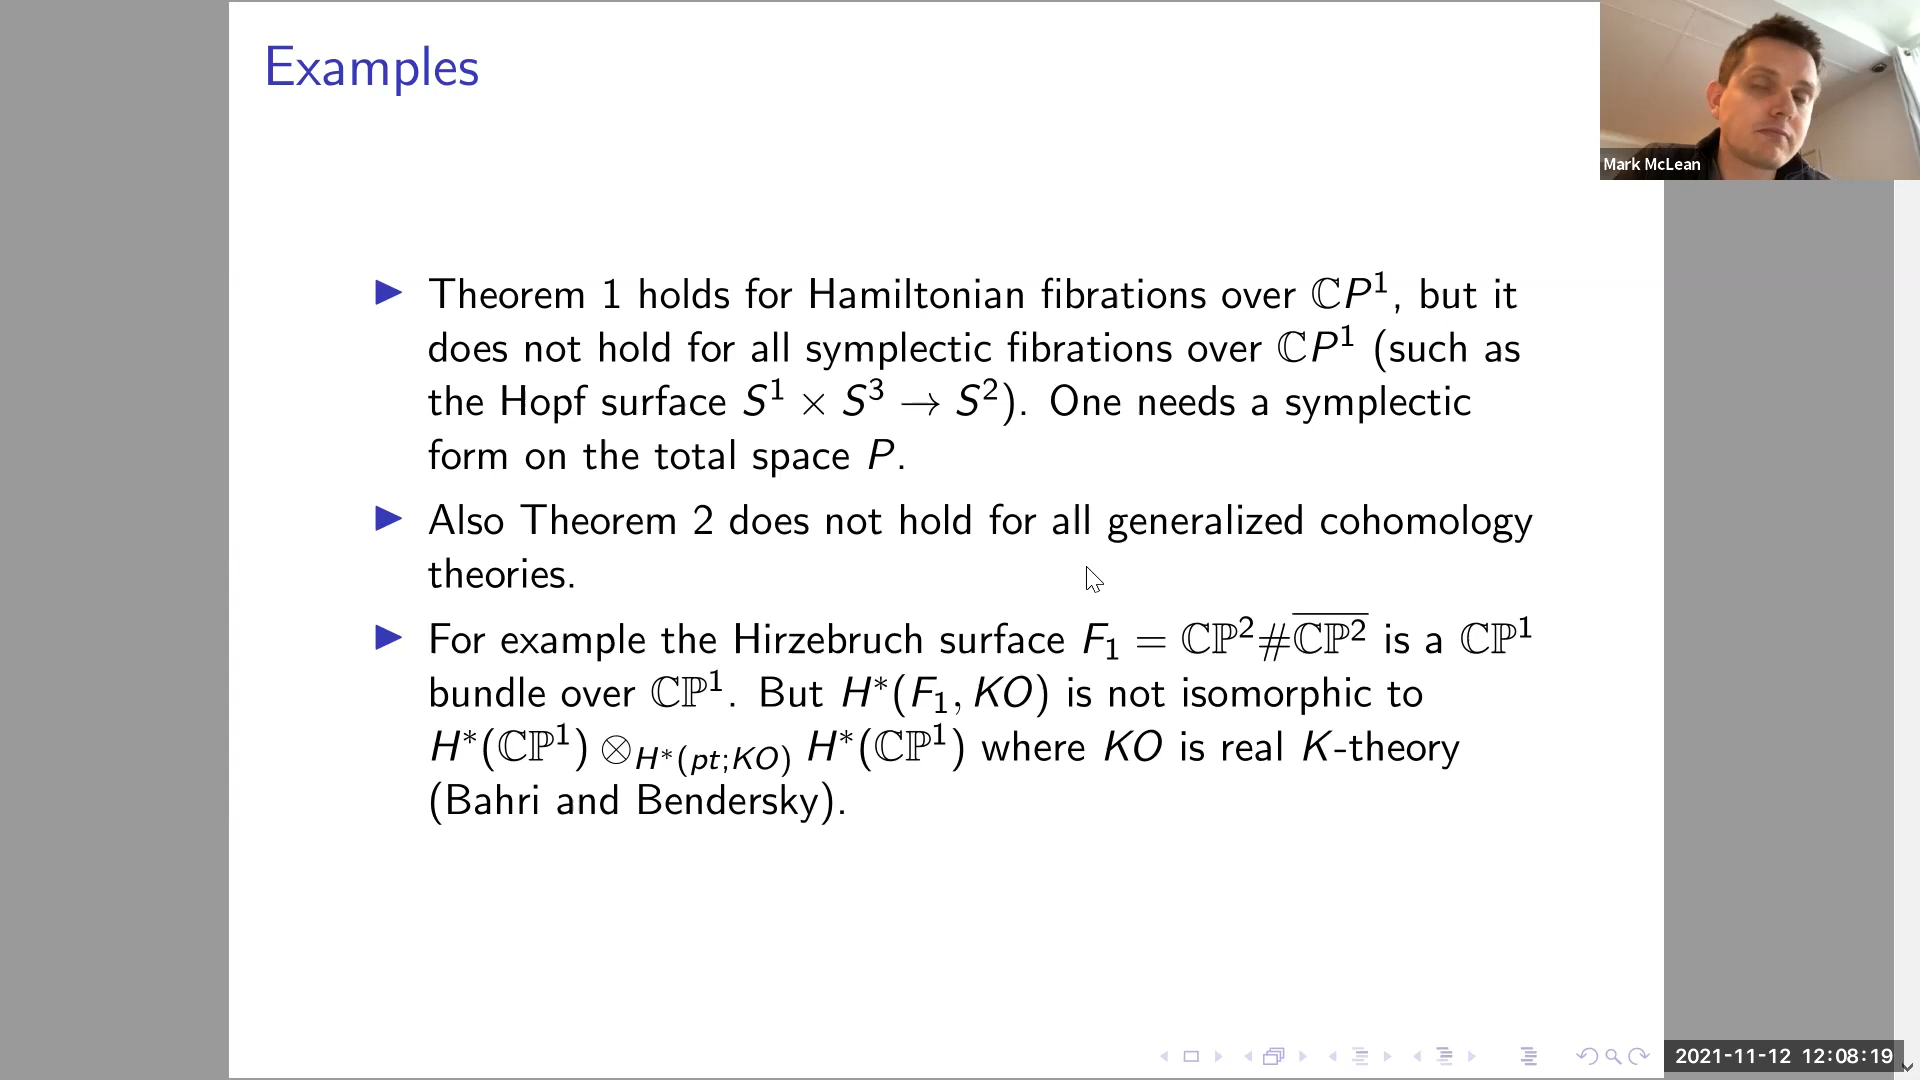 Examples
Mark McLean
▶ Theorem 1 holds for Hamiltonian fibrations over ℂP¹, but it
does not hold for all symplectic fibrations over ℂP¹ (such as
the Hopf surface S¹ × S³ → S²). One needs a symplectic
form on the total space P.
▶ Also Theorem 2 does not hold for all generalized cohomology
theories.
▶ For example the Hirzebruch surface F₁ = ℂℙ²#\overline{ℂℙ²} is a ℂℙ¹
bundle over ℂℙ¹. But H*(F₁, KO) is not isomorphic to
H*(ℂℙ¹) ⊗_{H*(pt;KO)} H*(ℂℙ¹) where KO is real K-theory
(Bahri and Bendersky).
2021-11-12 12:08:19